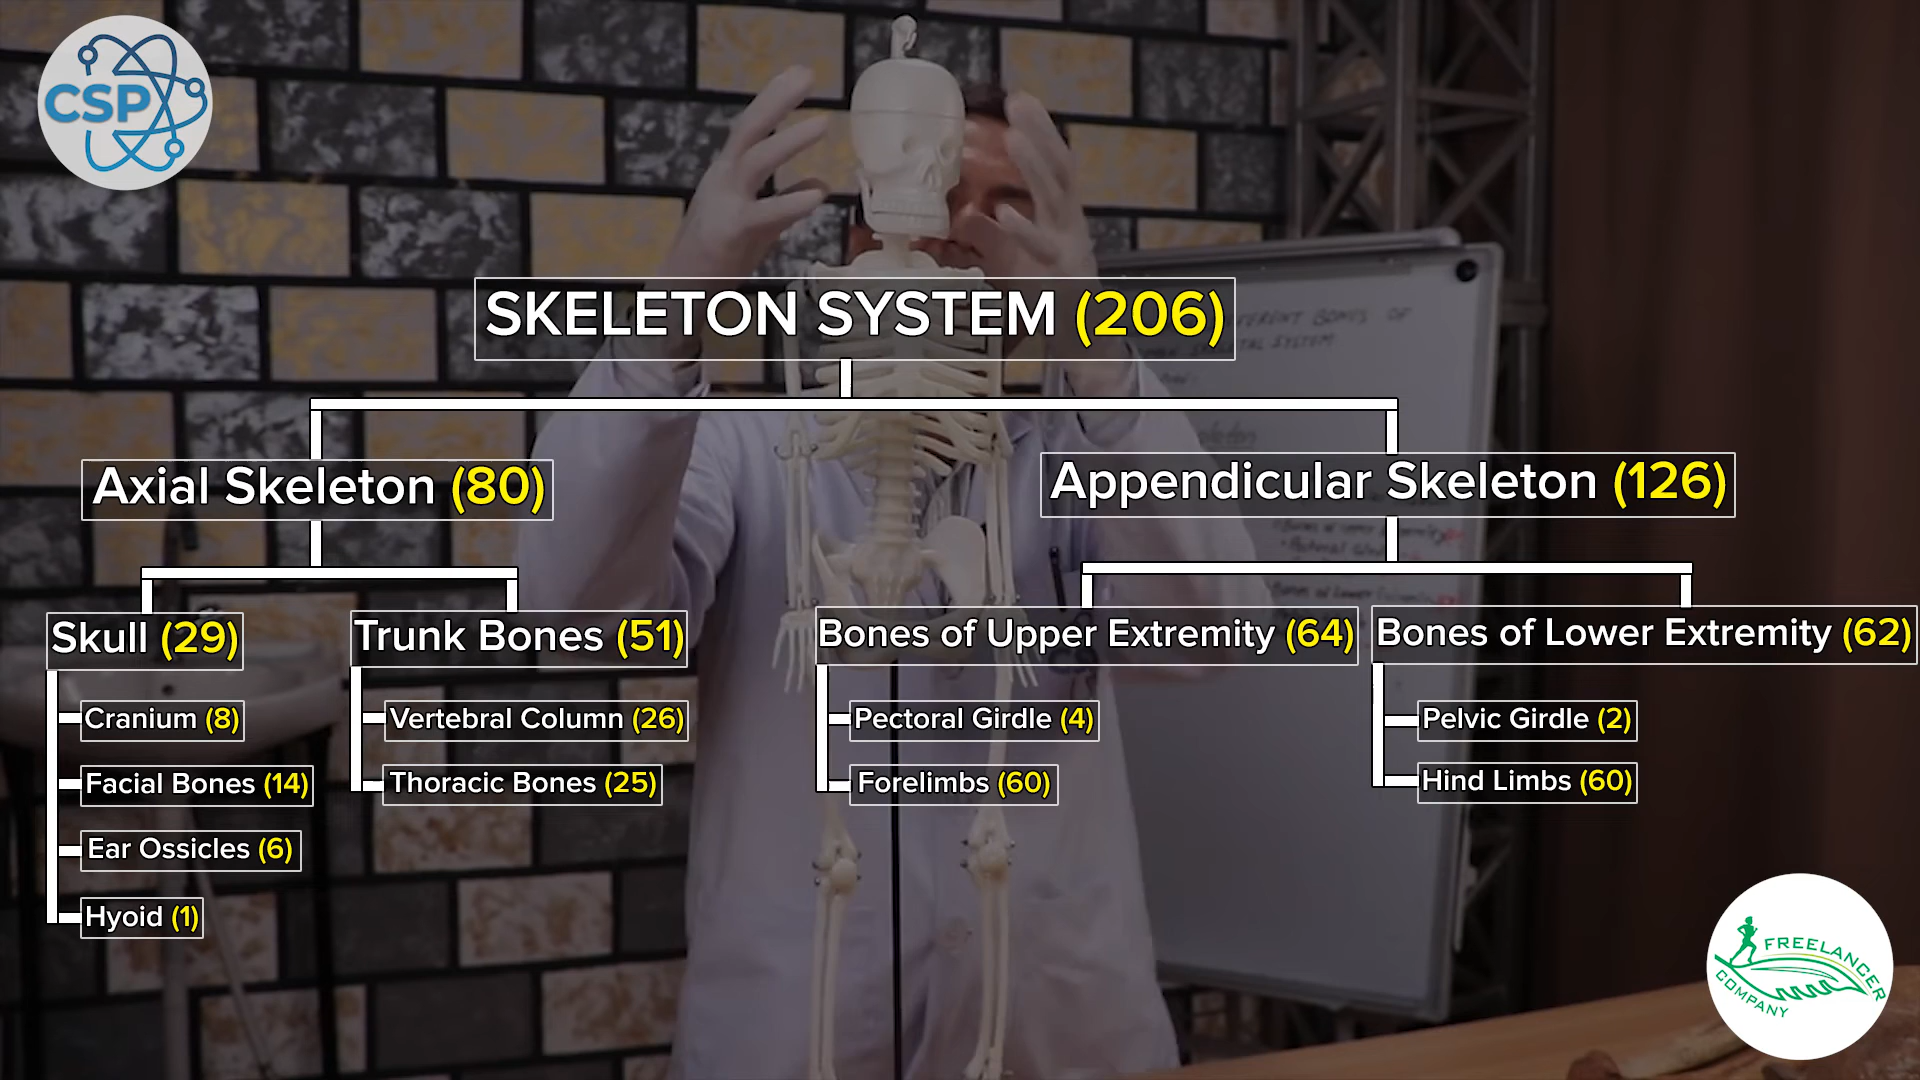 CSP
SKELETON SYSTEM (206)
Axial Skeleton (80)
Appendicular Skeleton (126)
Skull (29)
Trunk Bones (51)
Bones of Upper Extremity (64)
Bones of Lower Extremity (62)
Cranium (8)
Vertebral Column (26)
Pectoral Girdle (4)
Pelvic Girdle (2)
Facial Bones (14)
Thoracic Bones (25)
Forelimbs (60)
Hind Limbs (60)
Ear Ossicles (6)
Hyoid (1)
FREELANCER
COMPANY